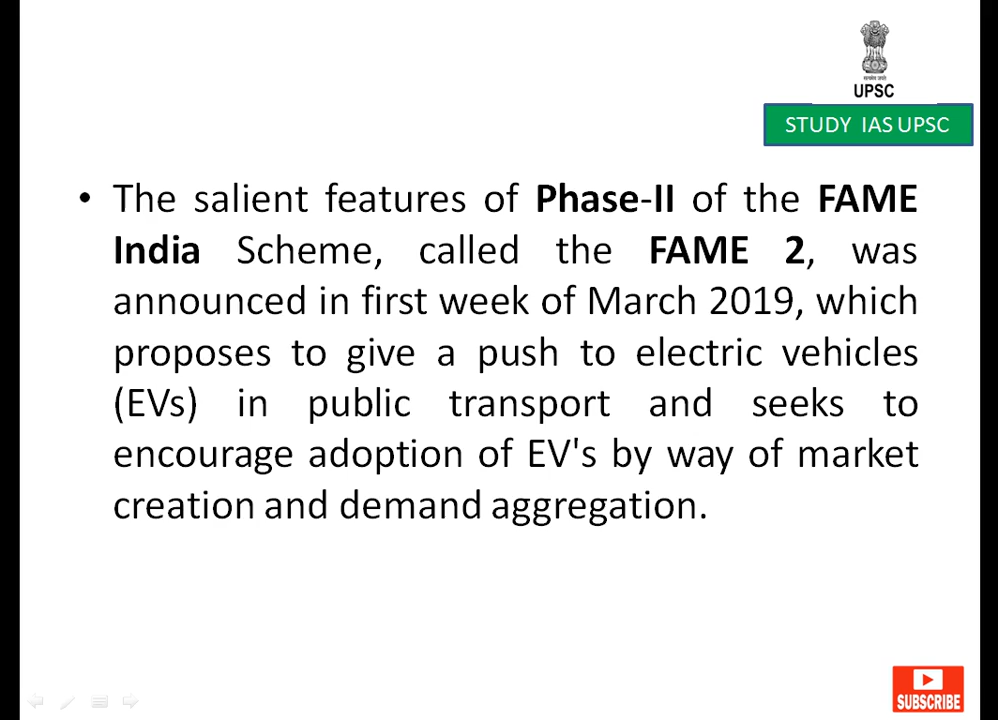 UPSC
STUDY IAS UPSC
• The salient features of Phase-II of the FAME
India Scheme, called the FAME 2, was
announced in first week of March 2019, which
proposes to give a push to electric vehicles
(EVs) in public transport and seeks to
encourage adoption of EV's by way of market
creation and demand aggregation.
SUBSCRIBE